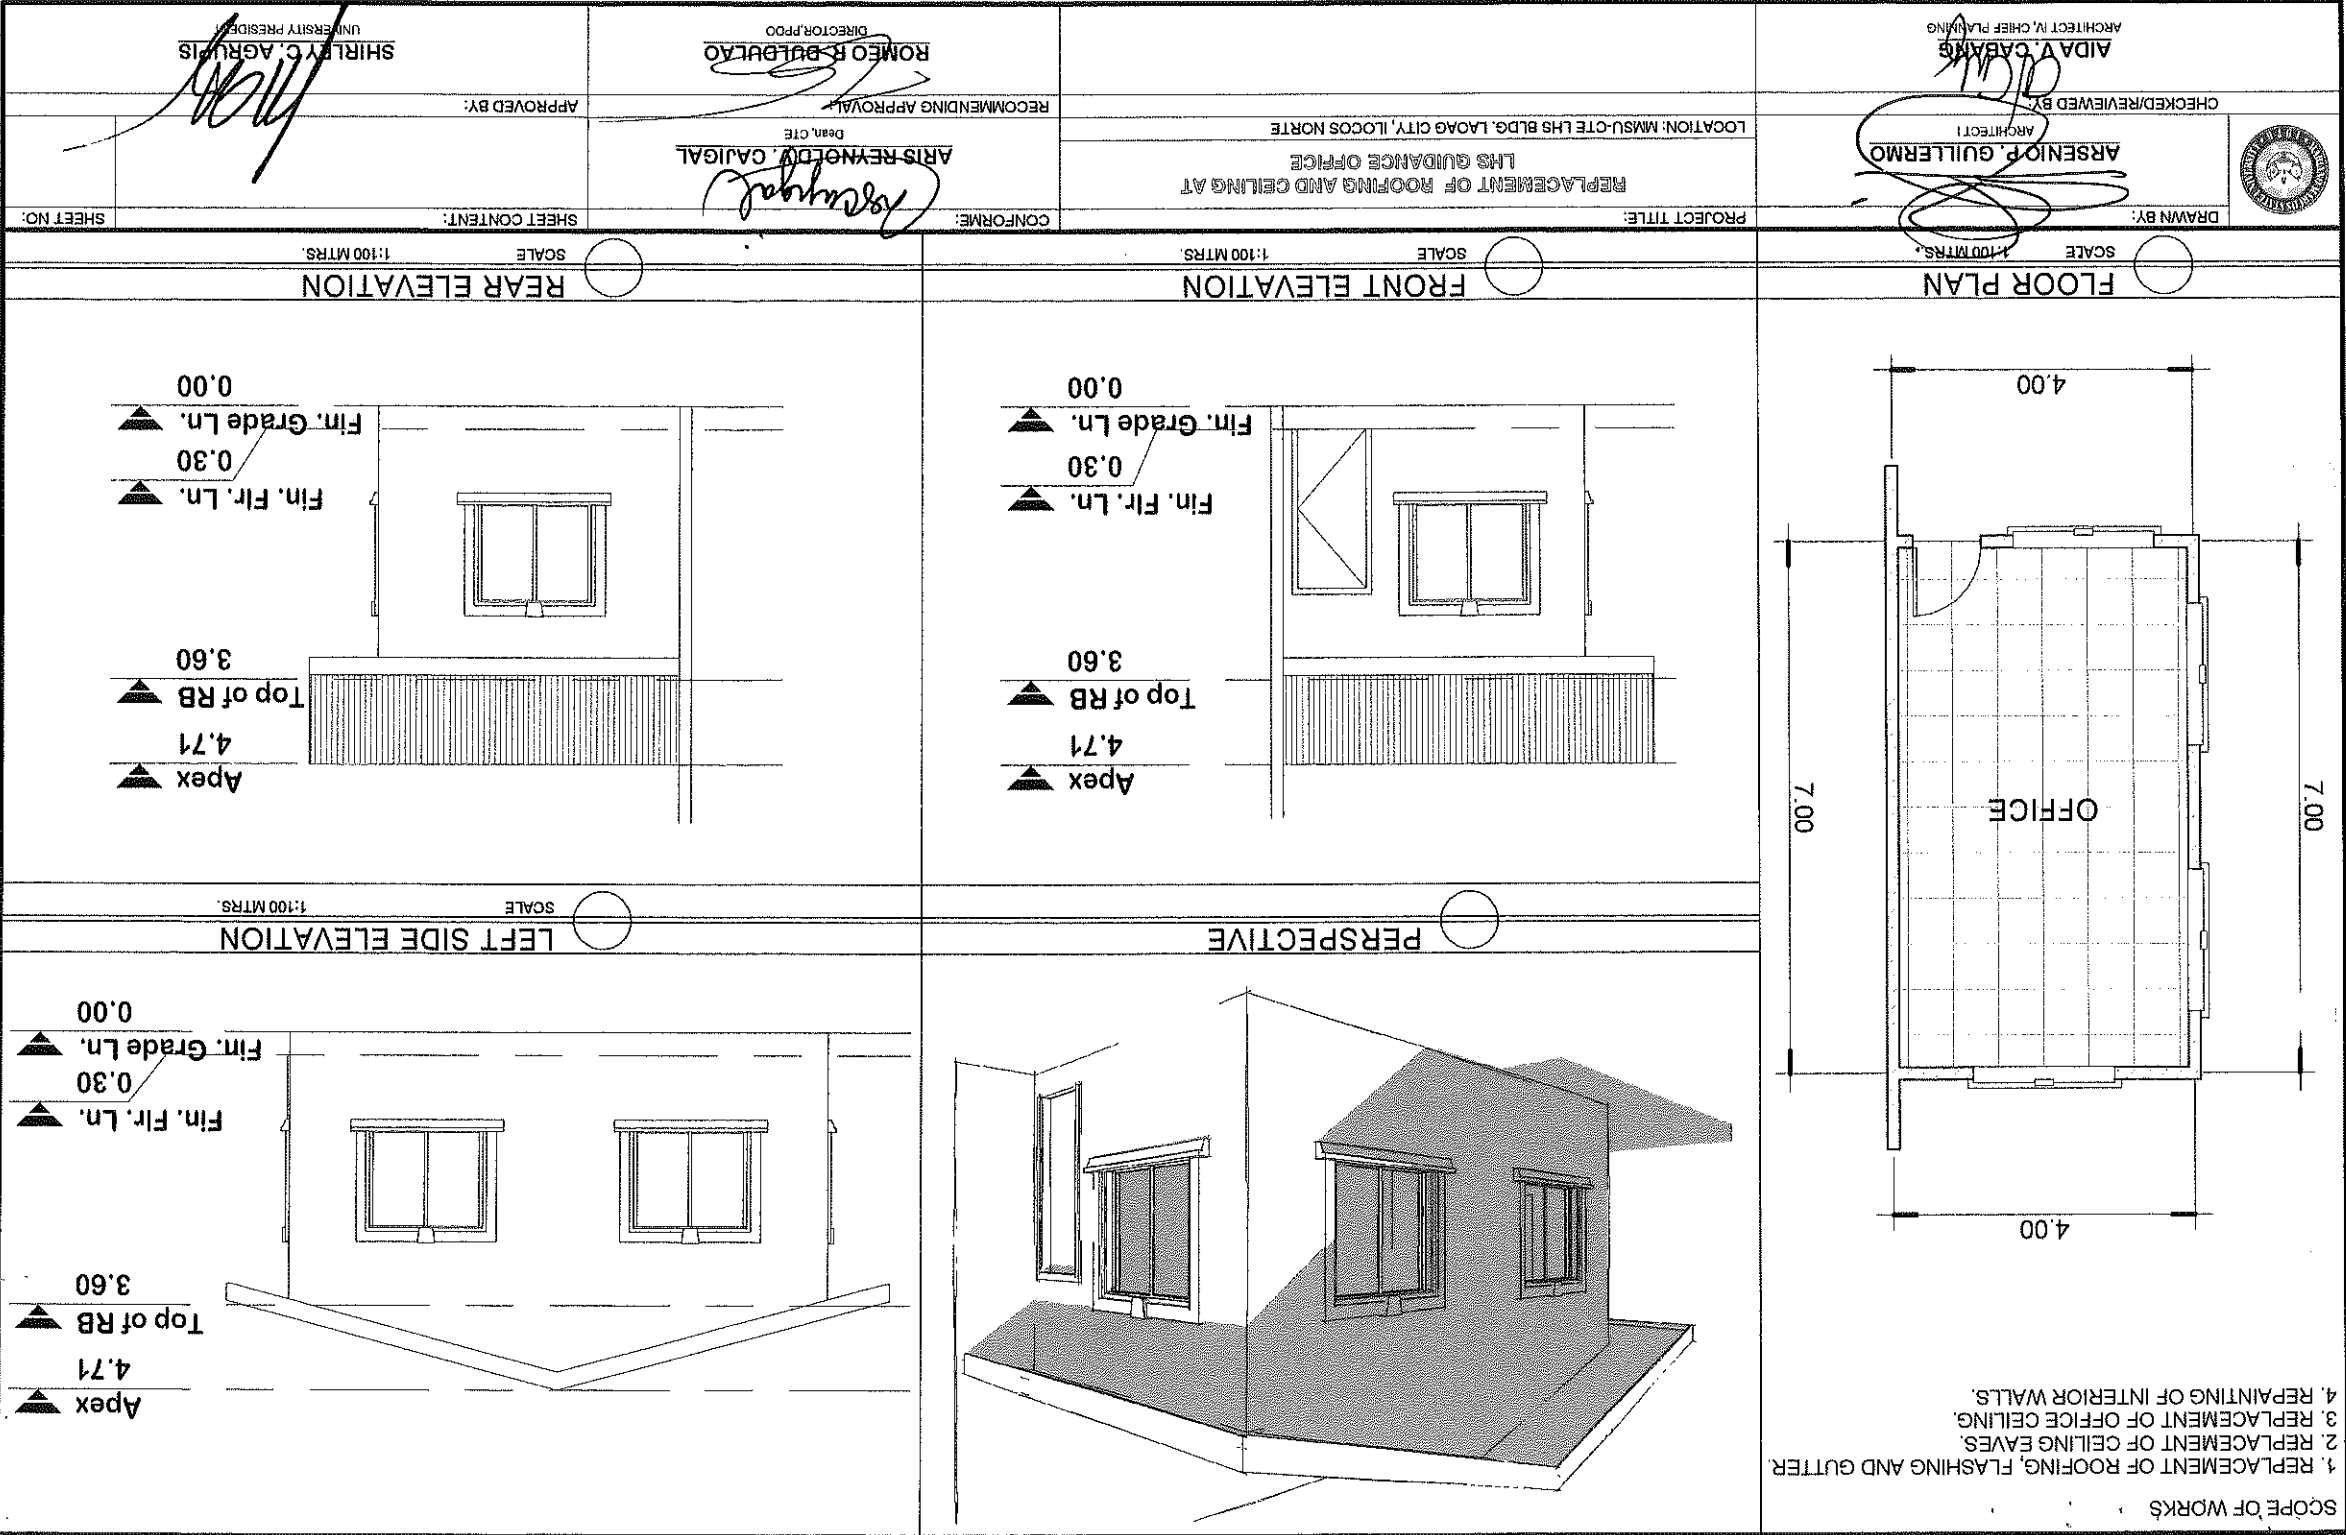 SCOPE OF WORKS
1. REPLACEMENT OF ROOFING, FLASHING AND GUTTER.
2. REPLACEMENT OF CEILING EAVES.
3. REPLACEMENT OF OFFICE CEILING.
4. REPAINTING OF INTERIOR WALLS.
4.00
7.00
OFFICE
7.00
4.00
FLOOR PLAN
SCALE
1:100 MTRS.
PERSPECTIVE
Apex
4.71
Top of RB
3.60
Fin. Flr. Ln.
0.30
Fin. Grade Ln.
0.00
LEFT SIDE ELEVATION
SCALE
1:100 MTRS.
Apex
4.71
Top of RB
3.60
Fin. Flr. Ln.
0.30
Fin. Grade Ln.
0.00
FRONT ELEVATION
SCALE
1:100 MTRS.
Apex
4.71
Top of RB
3.60
Fin. Flr. Ln.
0.30
Fin. Grade Ln.
0.00
REAR ELEVATION
SCALE
1:100 MTRS.
DRAWN BY:
ARSENIO P. GUILLERMO
ARCHITECT I
CHECKED/REVIEWED BY:
AIDA V. CABANG
ARCHITECT IV, CHIEF PLANNING
PROJECT TITLE:
REPLACEMENT OF ROOFING AND CEILING AT
LHS GUIDANCE OFFICE
LOCATION: MMSU-CTE LHS BLDG. LAOAG CITY, ILOCOS NORTE
CONFORME:
ARIS REYNOLD V. CAJIGAL
Dean, CTE
RECOMMENDING APPROVAL:
ROMEO R. DULDULAO
DIRECTOR,PPDO
SHEET CONTENT:
SHEET NO:
APPROVED BY:
SHIRLEY C. AGRUPIS
UNIVERSITY PRESIDENT